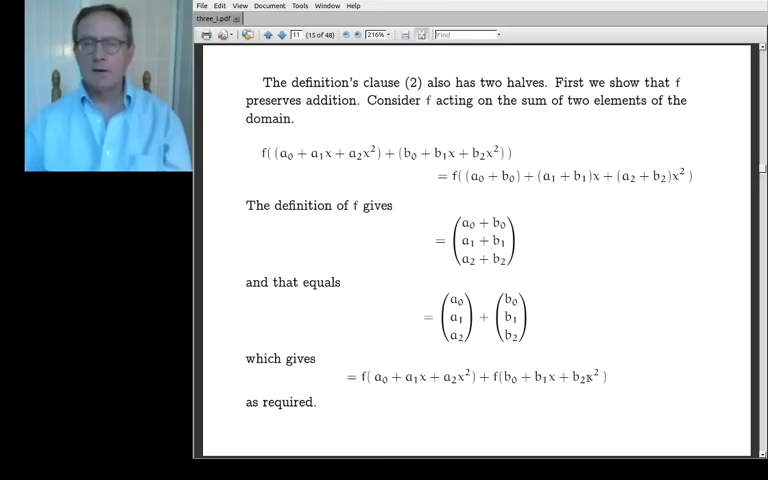 File Edit View Document Tools Window Help
three_i.pdf
11 (15 of 48) 216% Find
The definition's clause (2) also has two halves. First we show that f
preserves addition. Consider f acting on the sum of two elements of the
domain.
f( (a₀ + a₁x + a₂x²) + (b₀ + b₁x + b₂x²) )
= f( (a₀ + b₀) + (a₁ + b₁)x + (a₂ + b₂)x² )
The definition of f gives
a₀ + b₀
= ( a₁ + b₁ )
a₂ + b₂
and that equals
a₀ b₀
= ( a₁ ) + ( b₁ )
a₂ b₂
which gives
= f( a₀ + a₁x + a₂x² ) + f( b₀ + b₁x + b₂x² )
as required.